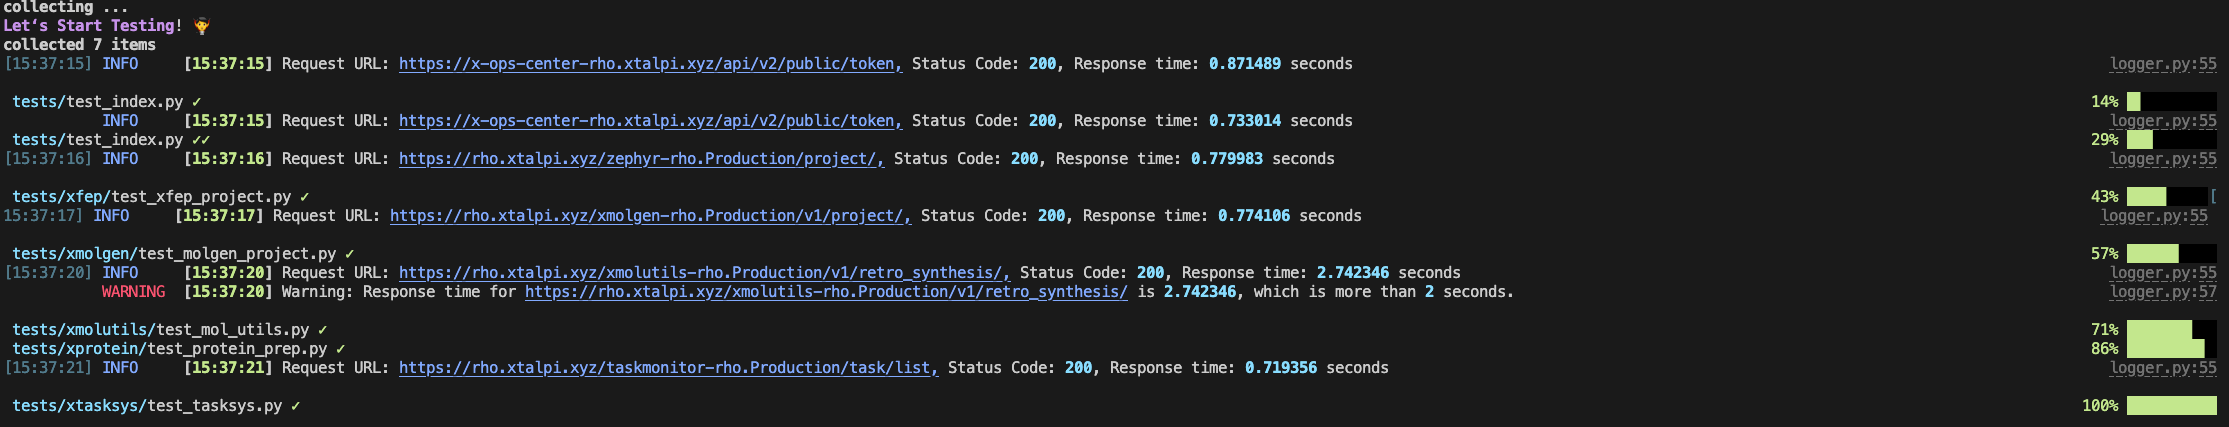 collecting ...
Let‘s Start Testing! 🤠
collected 7 items
[15:37:15] INFO [15:37:15] Request URL: https://x-ops-center-rho.xtalpi.xyz/api/v2/public/token, Status Code: 200, Response time: 0.871489 seconds logger.py:55
tests/test_index.py ✓ 14%
INFO [15:37:15] Request URL: https://x-ops-center-rho.xtalpi.xyz/api/v2/public/token, Status Code: 200, Response time: 0.733014 seconds logger.py:55
tests/test_index.py ✓✓ 29%
[15:37:16] INFO [15:37:16] Request URL: https://rho.xtalpi.xyz/zephyr-rho.Production/project/, Status Code: 200, Response time: 0.779983 seconds logger.py:55
tests/xfep/test_xfep_project.py ✓ 43% [
15:37:17] INFO [15:37:17] Request URL: https://rho.xtalpi.xyz/xmolgen-rho.Production/v1/project/, Status Code: 200, Response time: 0.774106 seconds logger.py:55
tests/xmolgen/test_molgen_project.py ✓ 57%
[15:37:20] INFO [15:37:20] Request URL: https://rho.xtalpi.xyz/xmolutils-rho.Production/v1/retro_synthesis/, Status Code: 200, Response time: 2.742346 seconds logger.py:55
WARNING [15:37:20] Warning: Response time for https://rho.xtalpi.xyz/xmolutils-rho.Production/v1/retro_synthesis/ is 2.742346, which is more than 2 seconds. logger.py:57
tests/xmolutils/test_mol_utils.py ✓ 71%
tests/xprotein/test_protein_prep.py ✓ 86%
[15:37:21] INFO [15:37:21] Request URL: https://rho.xtalpi.xyz/taskmonitor-rho.Production/task/list, Status Code: 200, Response time: 0.719356 seconds logger.py:55
tests/xtasksys/test_tasksys.py ✓ 100%